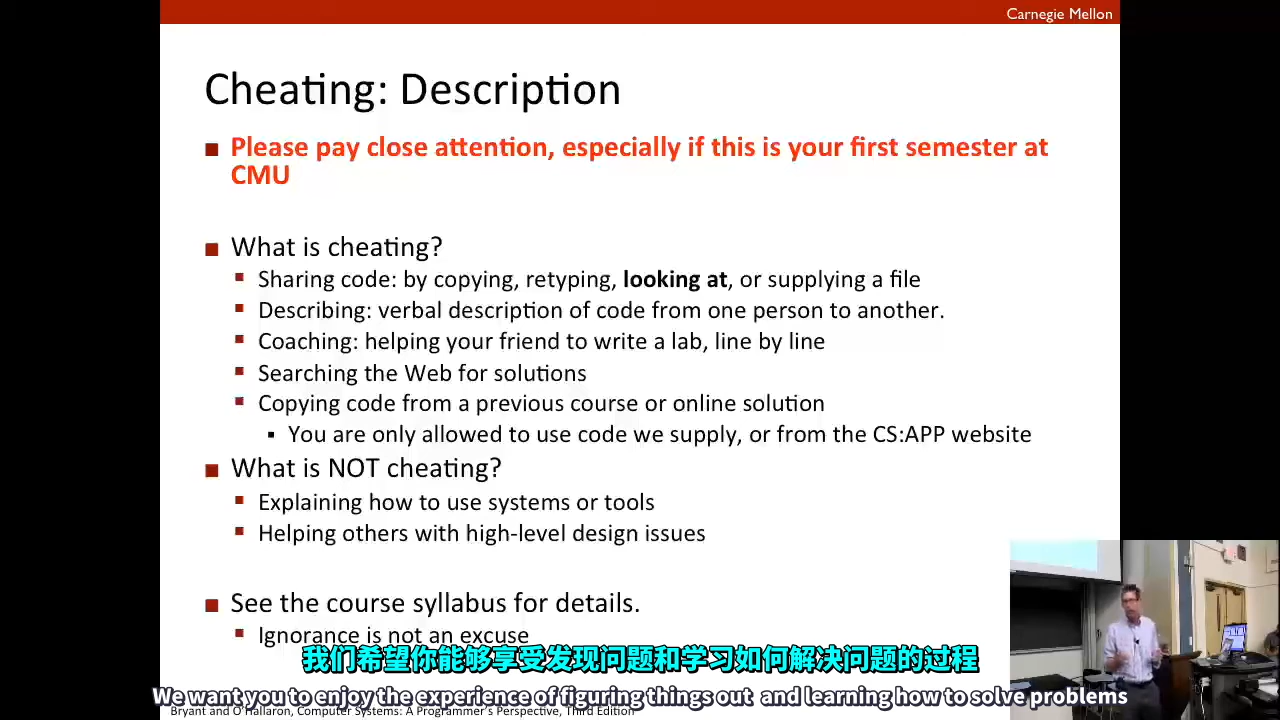 Carnegie Mellon
Cheating: Description
Please pay close attention, especially if this is your first semester at
CMU
What is cheating?
Sharing code: by copying, retyping, looking at, or supplying a file
Describing: verbal description of code from one person to another.
Coaching: helping your friend to write a lab, line by line
Searching the Web for solutions
Copying code from a previous course or online solution
You are only allowed to use code we supply, or from the CS:APP website
What is NOT cheating?
Explaining how to use systems or tools
Helping others with high-level design issues
See the course syllabus for details.
Ignorance is not an excuse
我们希望你能够享受发现问题和学习如何解决问题的过程
We want you to enjoy the experience of figuring things out and learning how to solve problems
Bryant and O'Hallaron, Computer Systems: A Programmer's Perspective, Third Edition